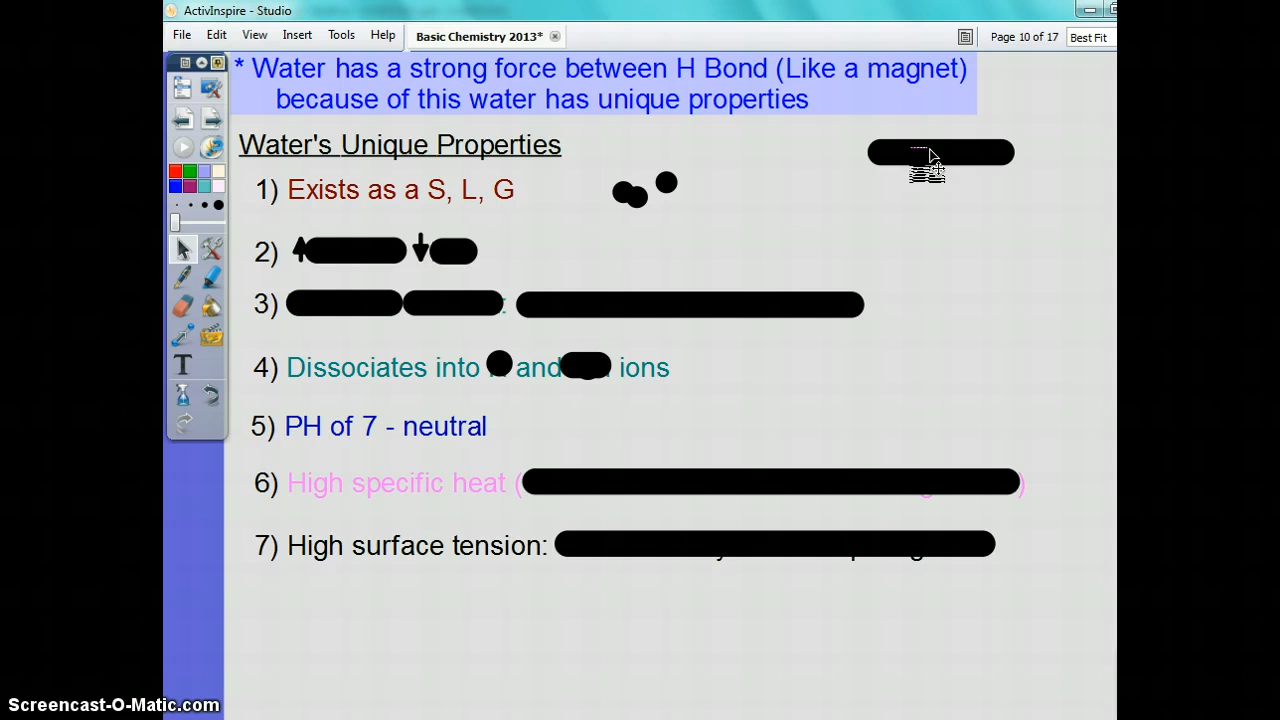 ActivInspire - Studio
File Edit View Insert Tools Help
Basic Chemistry 2013*
Page 10 of 17
Best Fit
* Water has a strong force between H Bond (Like a magnet)
because of this water has unique properties
Water's Unique Properties
1) Exists as a S, L, G
2)
3) :
4) Dissociates into and ions
5) PH of 7 - neutral
6) High specific heat ( )
7) High surface tension:
T
Screencast-O-Matic.com